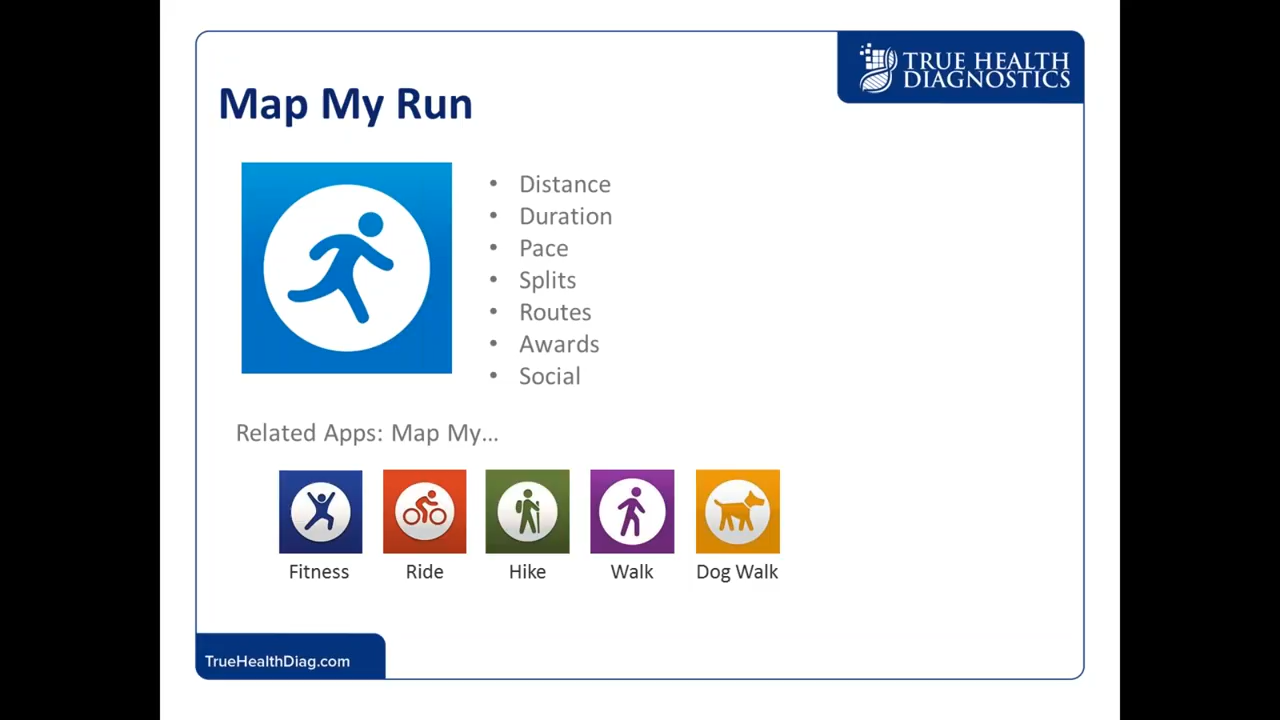 TRUE HEALTH
DIAGNOSTICS
Map My Run
• Distance
• Duration
• Pace
• Splits
• Routes
• Awards
• Social
Related Apps: Map My...
Fitness
Ride
Hike
Walk
Dog Walk
TrueHealthDiag.com